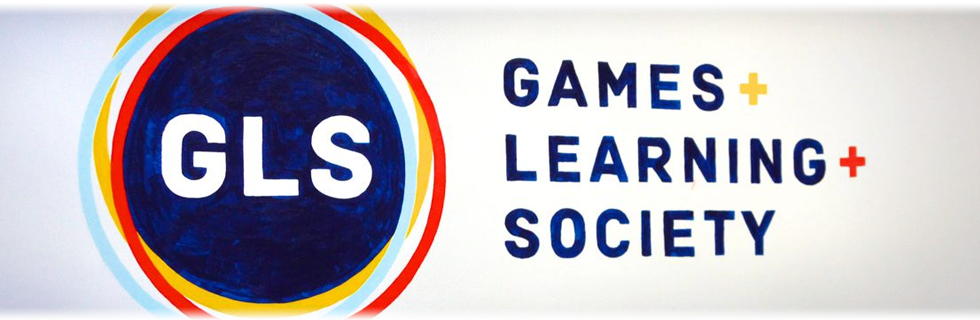 GLS
GAMES+
LEARNING+
SOCIETY